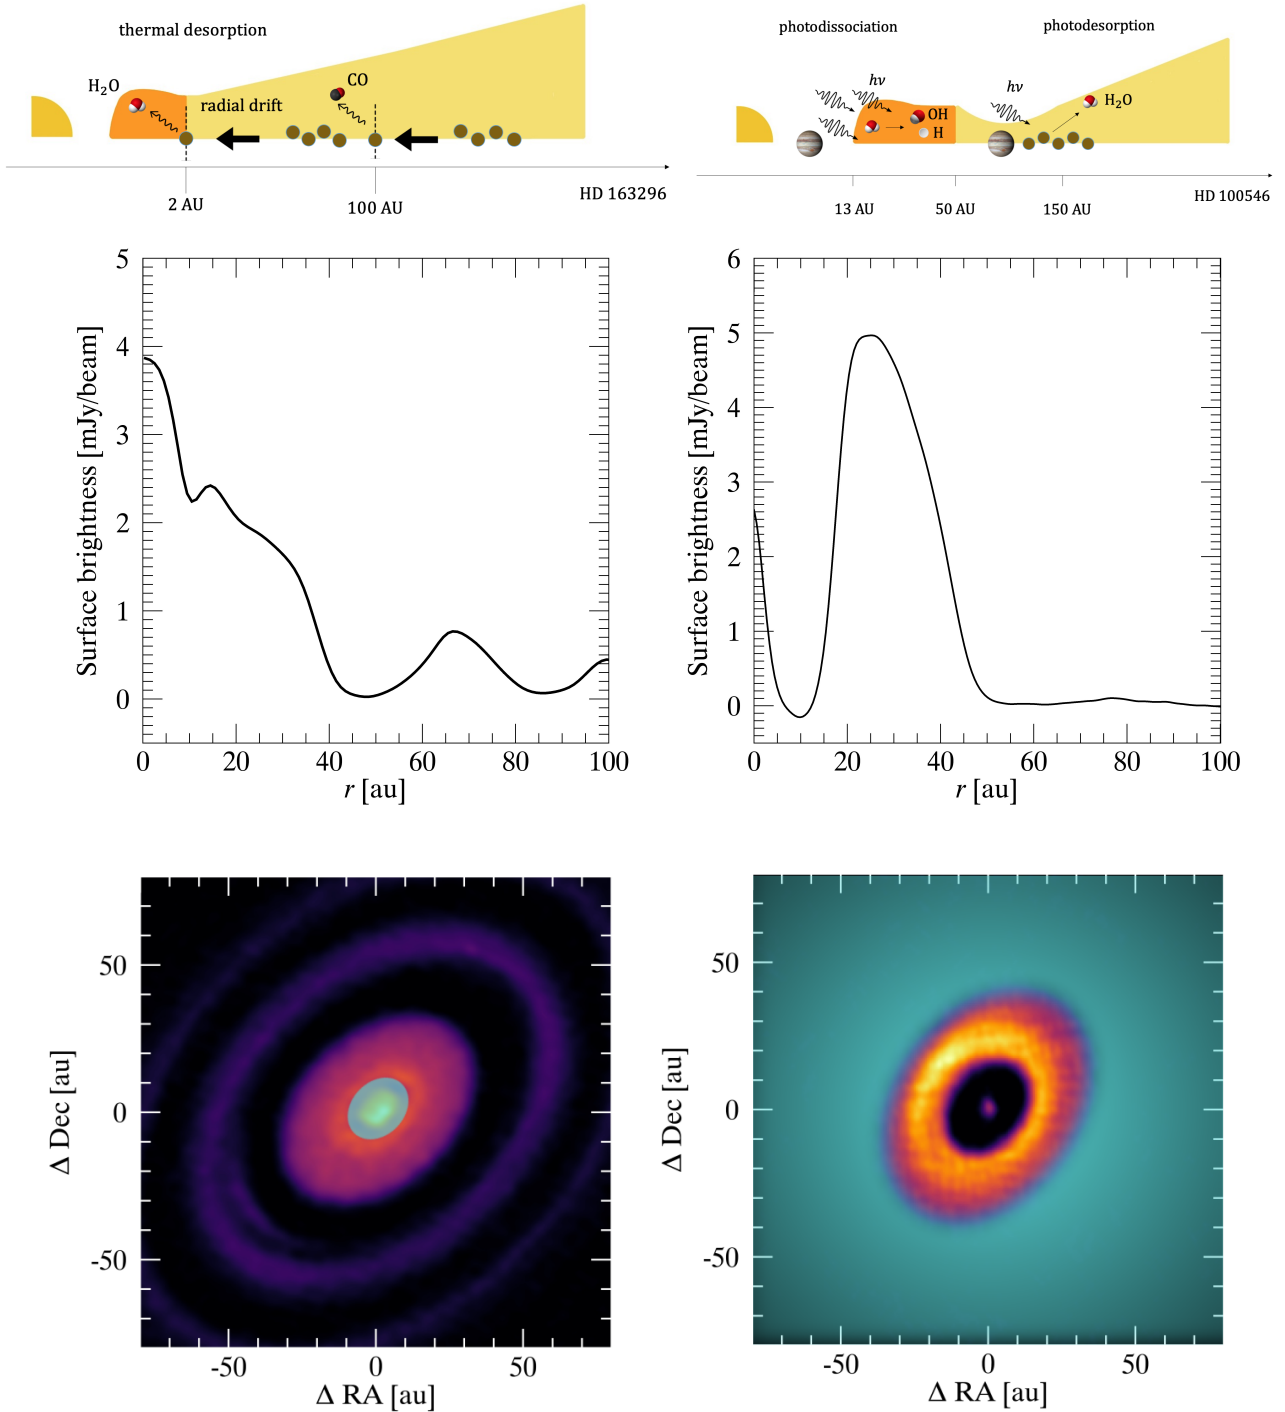 thermal desorption
H₂O
CO
radial drift
2 AU
100 AU
HD 163296
photodissociation
photodesorption
hν
hν
H₂O
OH
H
13 AU
50 AU
150 AU
HD 100546
5
4
3
2
1
0
Surface brightness [mJy/beam]
0 20 40 60 80 100
r [au]
6
5
4
3
2
1
0
Surface brightness [mJy/beam]
0 20 40 60 80 100
r [au]
50
0
-50
Δ Dec [au]
-50 0 50
Δ RA [au]
50
0
-50
Δ Dec [au]
-50 0 50
Δ RA [au]